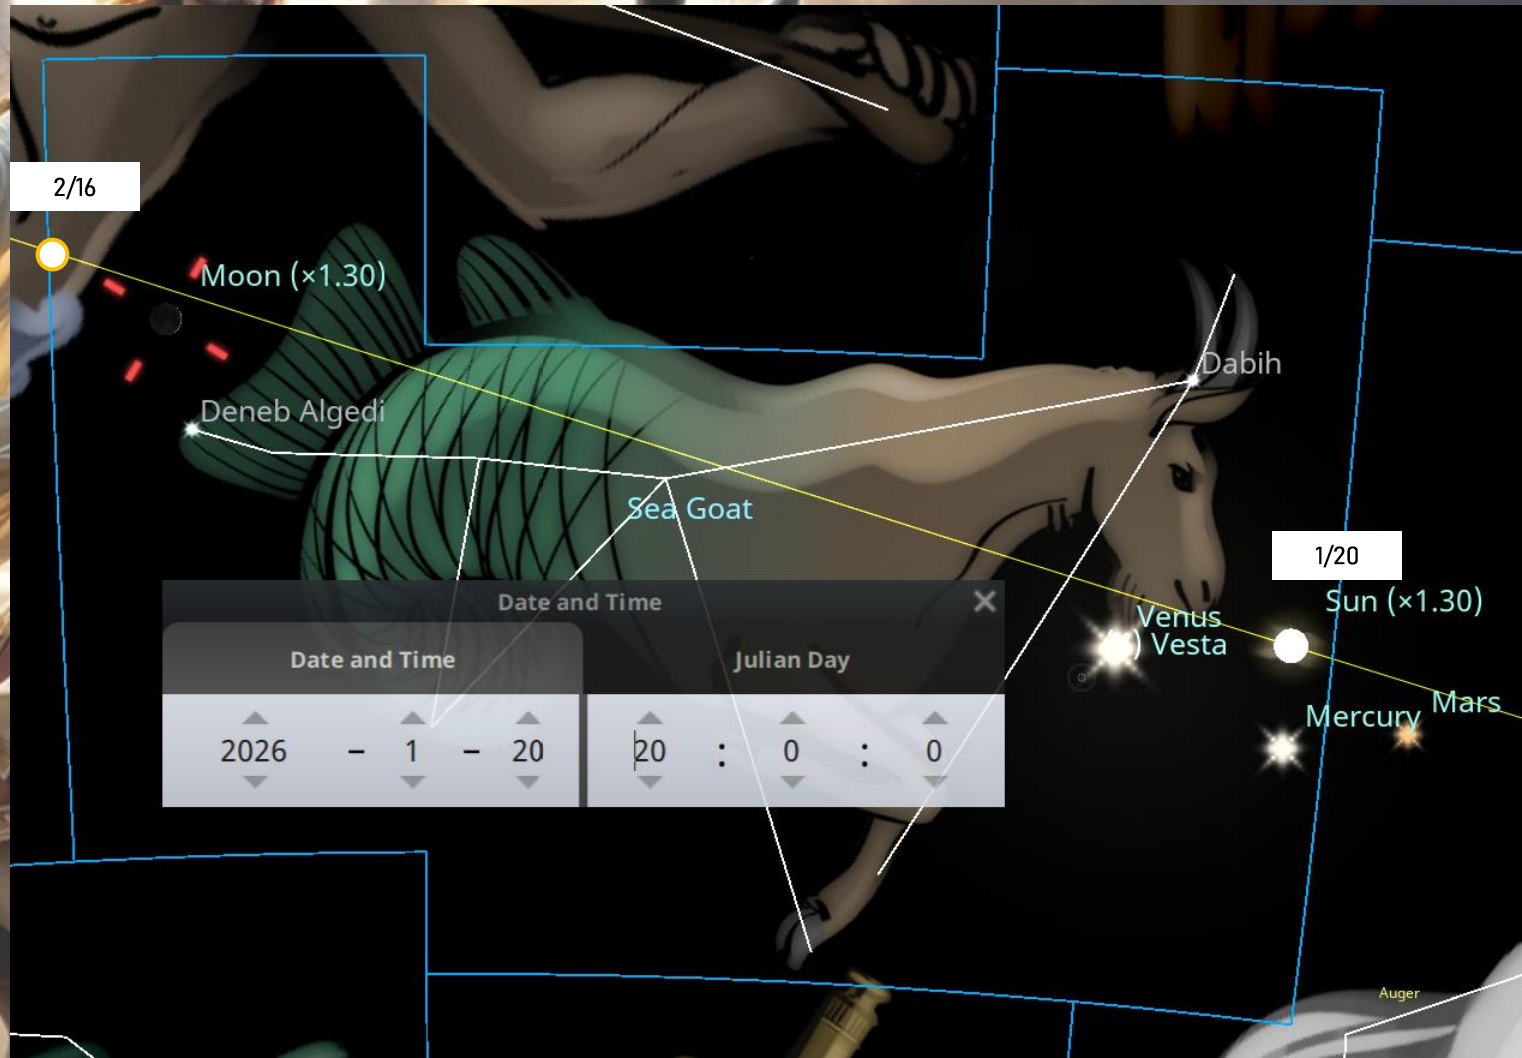 2/16
Moon (×1.30)
Dabih
Deneb Algedi
Sea Goat
1/20
Sun (×1.30)
Venus
) Vesta
Mars
Mercury
Date and Time
Date and Time
Julian Day
2026 – 1 – 20
20 : 0 : 0
Auger